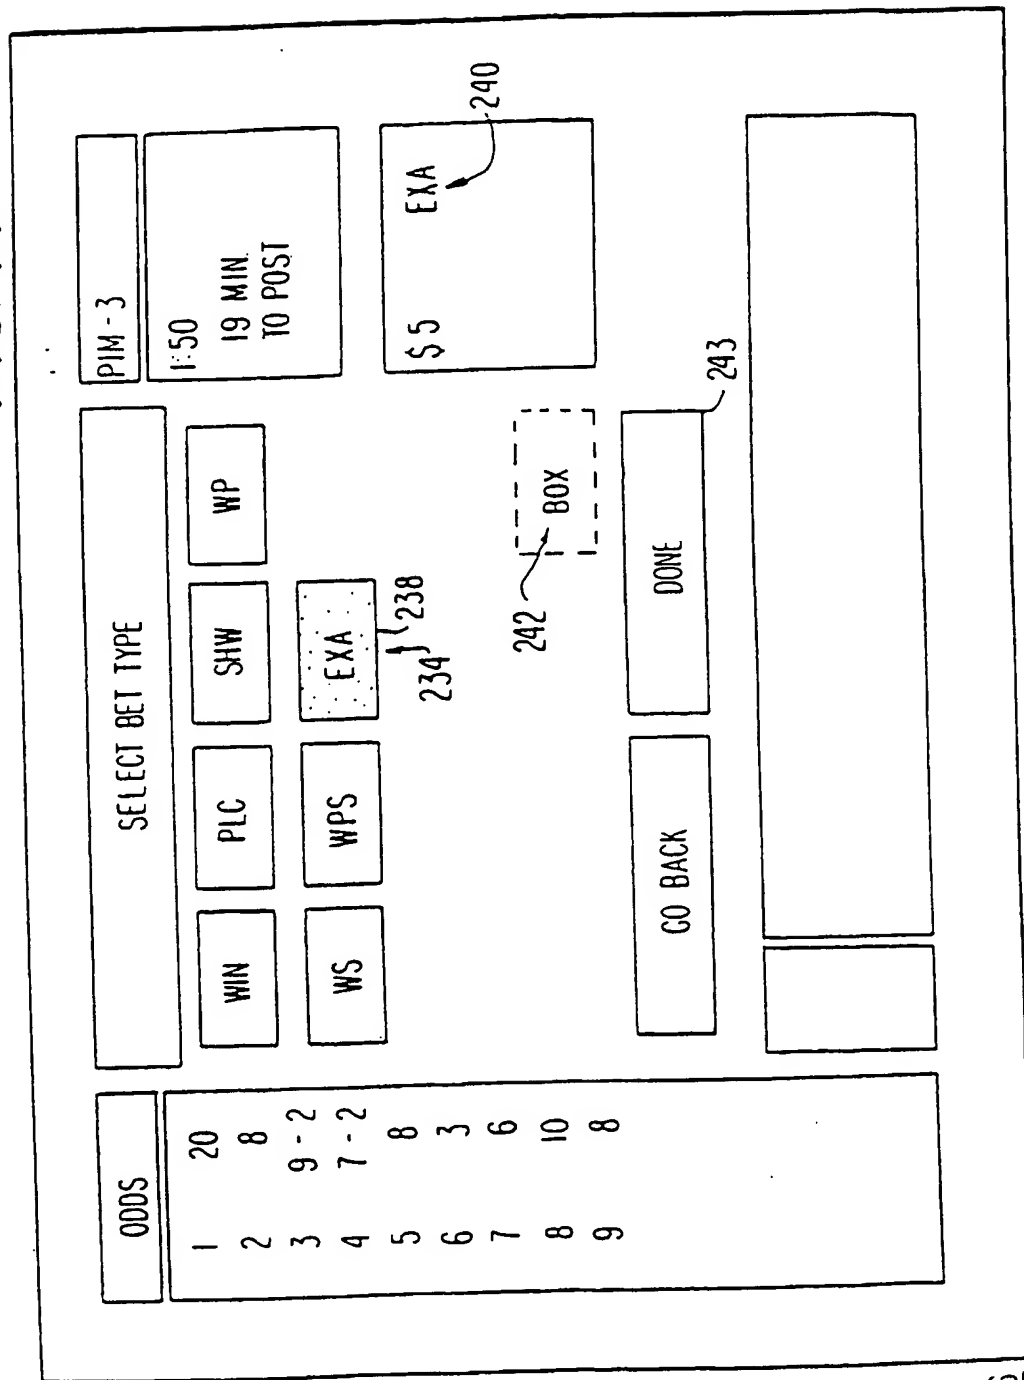 ODDS
1 20
2 8
3 9 - 2
4 7 - 2
5 8
6 3
7 6
8 10
9 8
SELECT BET TYPE
WIN
PLC
SHW
WP
WS
WPS
EXA
234
238
242
BOX
GO BACK
DONE
243
PIM - 3
1:50
19 MIN.
TO POST
$5 EXA
240